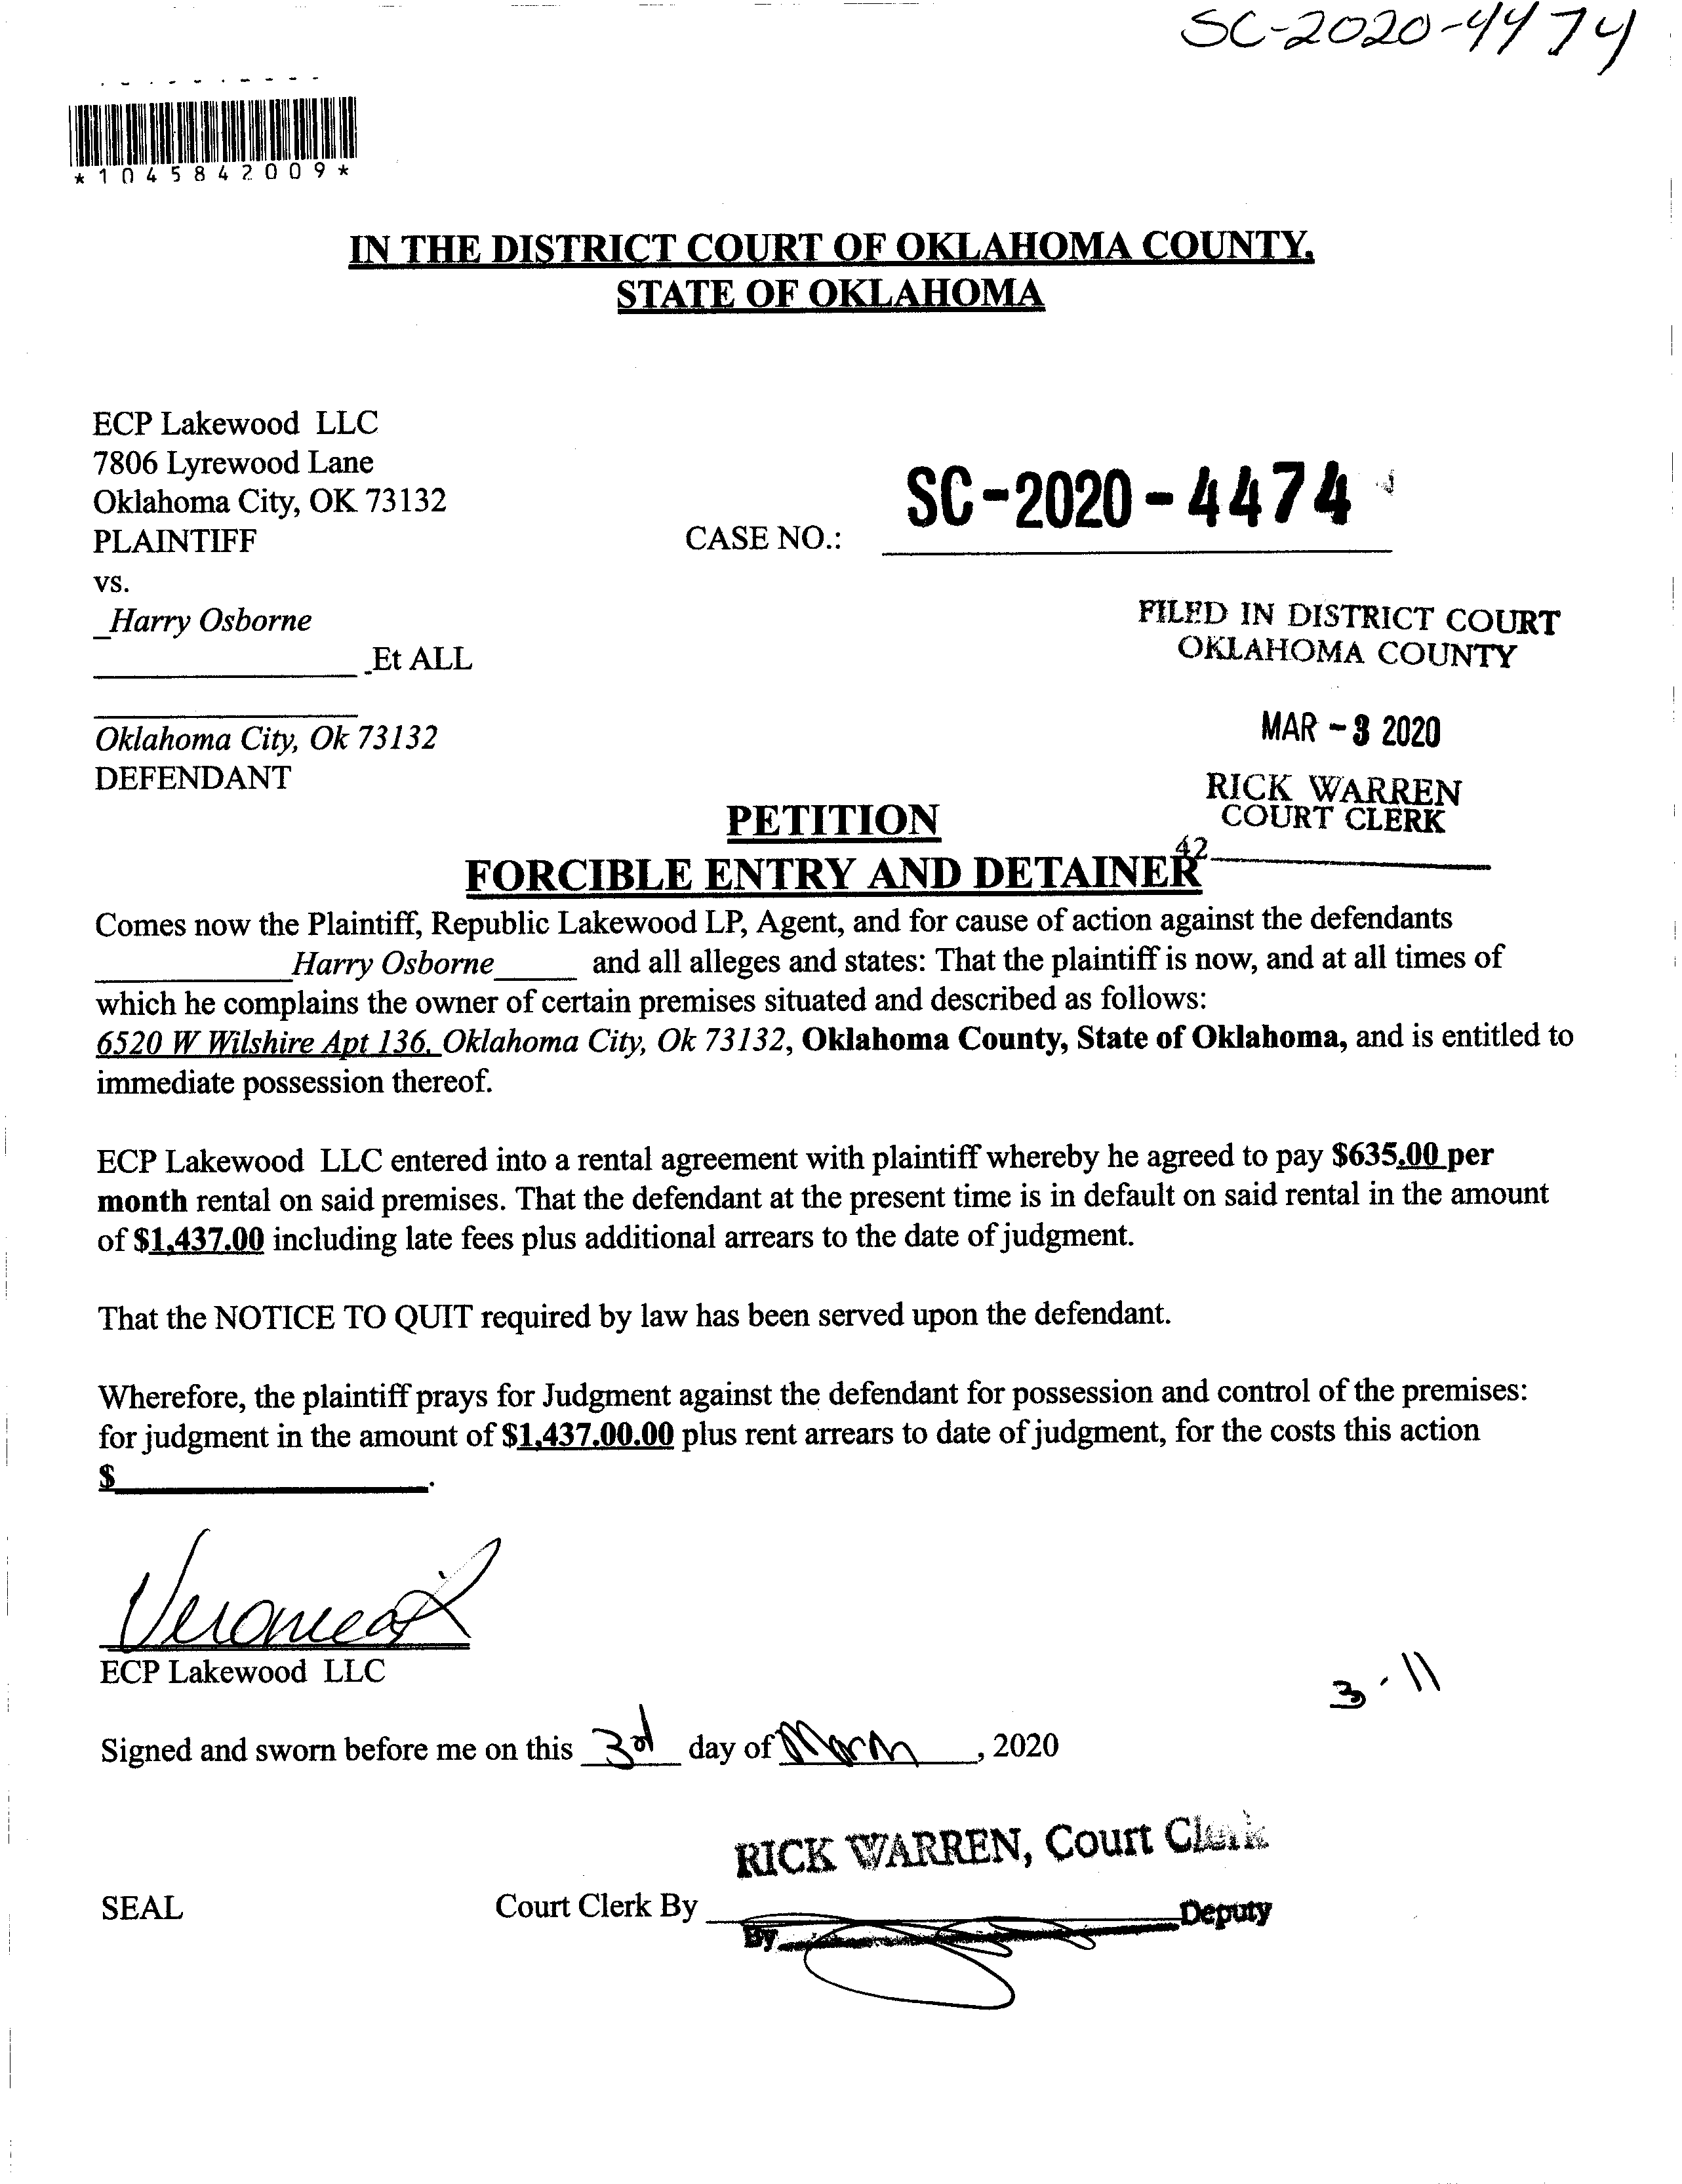 SC-2020-4474
*1045842009*
IN THE DISTRICT COURT OF OKLAHOMA COUNTY,
STATE OF OKLAHOMA
ECP Lakewood LLC
7806 Lyrewood Lane
Oklahoma City, OK 73132
PLAINTIFF
CASE NO.: SC-2020-4474
vs.
_Harry Osborne
Et ALL
Oklahoma City, Ok 73132
DEFENDANT
FILED IN DISTRICT COURT
OKLAHOMA COUNTY
MAR - 3 2020
RICK WARREN
COURT CLERK
42
PETITION
FORCIBLE ENTRY AND DETAINER
Comes now the Plaintiff, Republic Lakewood LP, Agent, and for cause of action against the defendants
Harry Osborne and all alleges and states: That the plaintiff is now, and at all times of
which he complains the owner of certain premises situated and described as follows:
6520 W Wilshire Apt 136, Oklahoma City, Ok 73132, Oklahoma County, State of Oklahoma, and is entitled to
immediate possession thereof.
ECP Lakewood LLC entered into a rental agreement with plaintiff whereby he agreed to pay $635.00 per
month rental on said premises. That the defendant at the present time is in default on said rental in the amount
of $1,437.00 including late fees plus additional arrears to the date of judgment.
That the NOTICE TO QUIT required by law has been served upon the defendant.
Wherefore, the plaintiff prays for Judgment against the defendant for possession and control of the premises:
for judgment in the amount of $1,437.00.00 plus rent arrears to date of judgment, for the costs this action
$ .
ECP Lakewood LLC
3-11
Signed and sworn before me on this 3rd day of March, 2020
RICK WARREN, Court Clerk
SEAL Court Clerk By
By Deputy